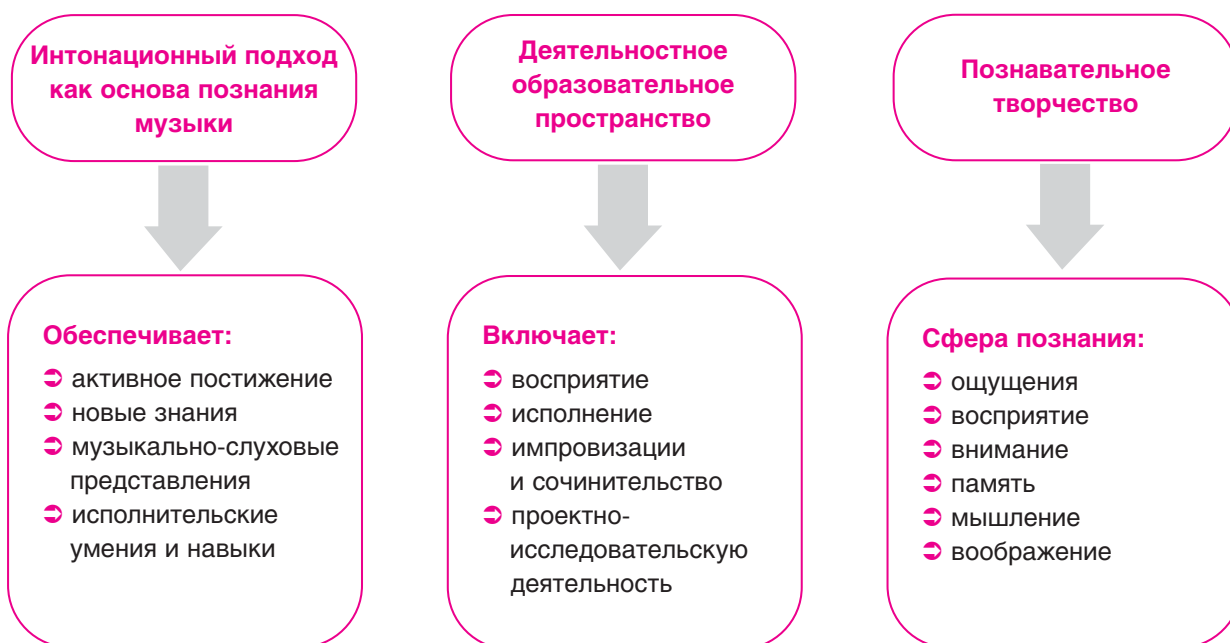 Интонационный подход
как основа познания
музыки
Обеспечивает:
активное постижение
новые знания
музыкально-слуховые
представления
исполнительские
умения и навыки
Деятельностное
образовательное
пространство
Включает:
восприятие
исполнение
импровизации
и сочинительство
проектно-
исследовательскую
деятельность
Познавательное
творчество
Сфера познания:
ощущения
восприятие
внимание
память
мышление
воображение